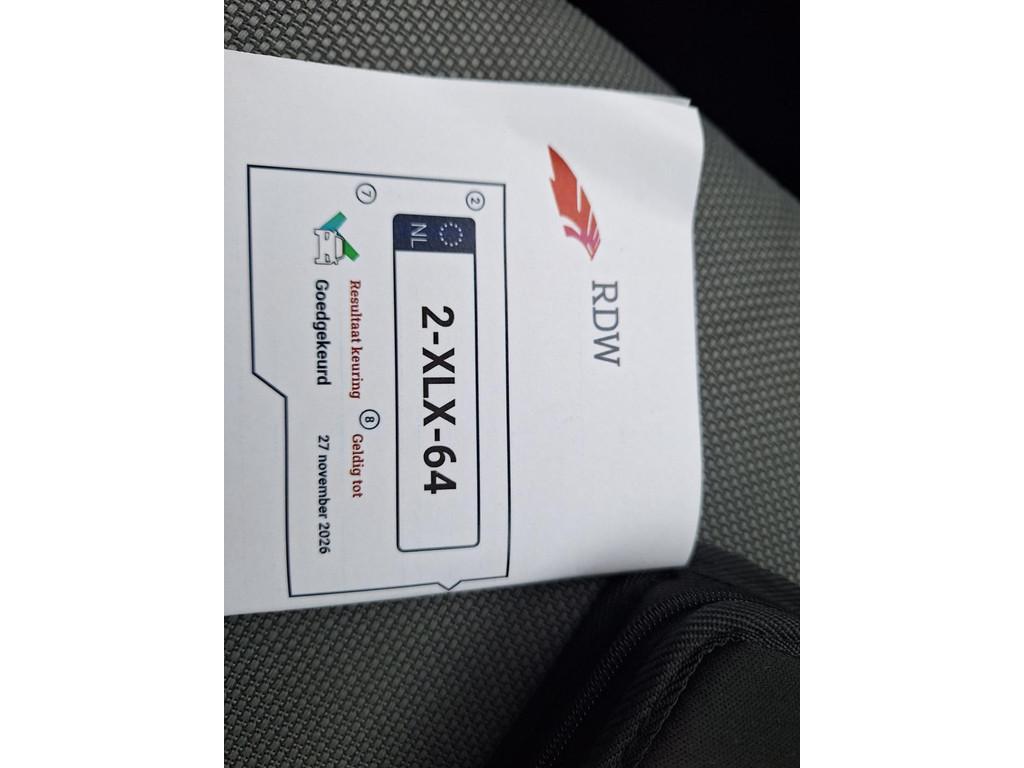 RDW
2
NL
2-XLX-64
7
Resultaat keuring
8
Geldig tot
Goedgekeurd
27 november 2026